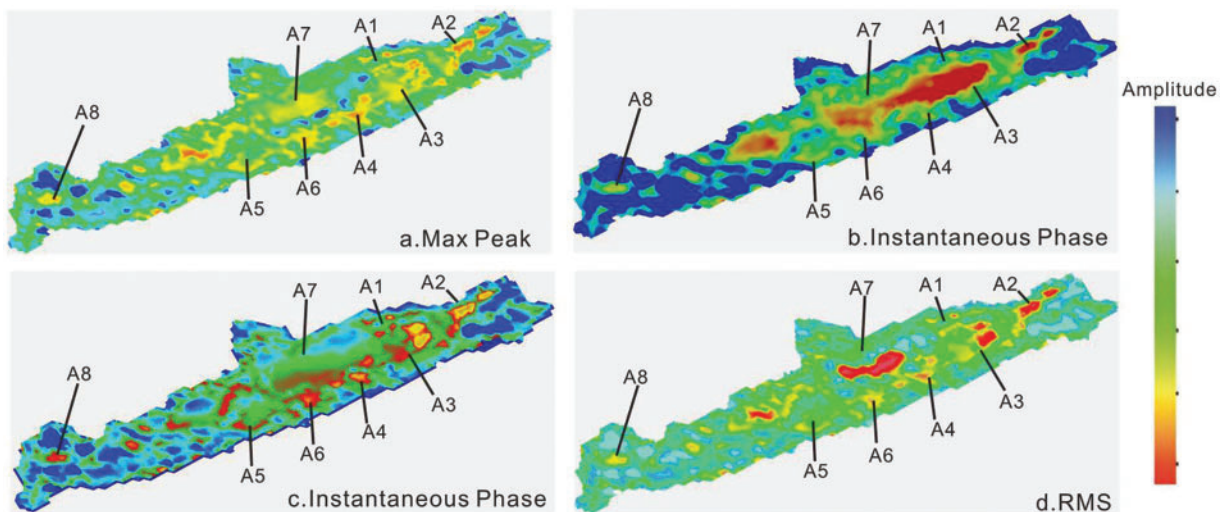 A7
A1
A2
A8
A3
A4
A6
A5
a.Max Peak
A7
A1
A2
A8
A3
A4
A6
A5
b.Instantaneous Phase
Amplitude
A7
A1
A2
A8
A3
A4
A6
A5
c.Instantaneous Phase
A7
A1
A2
A8
A3
A4
A6
A5
d.RMS